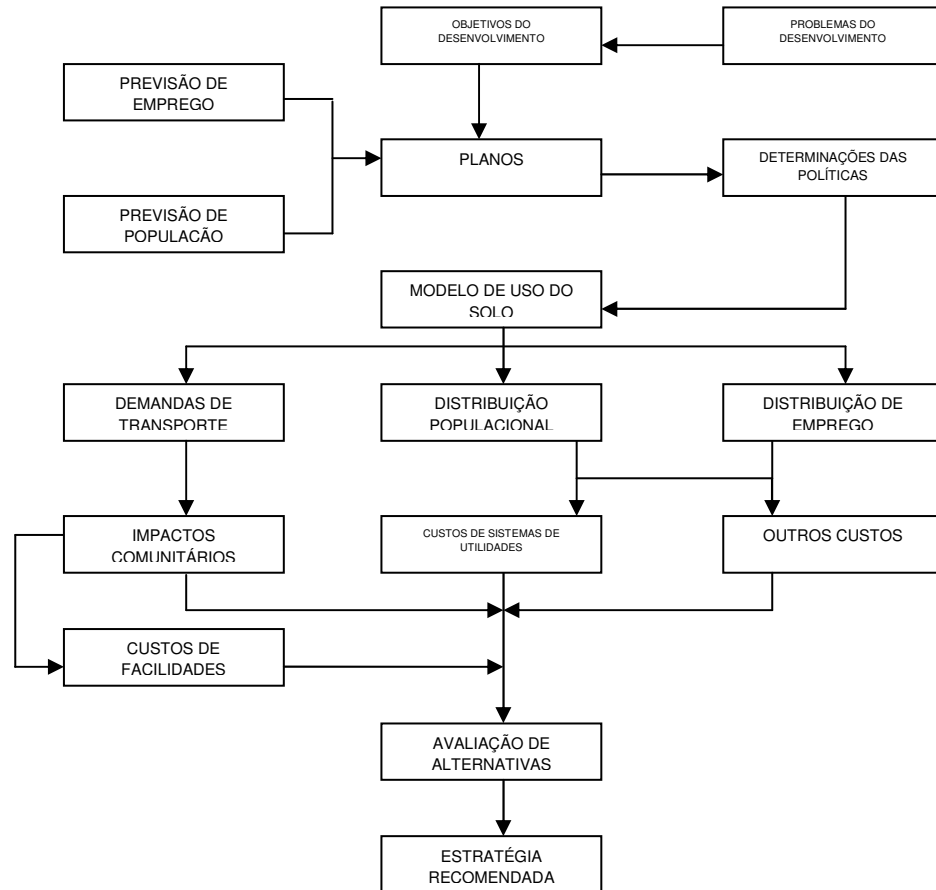 OBJETIVOS DO
DESENVOLVIMENTO
PROBLEMAS DO
DESENVOLVIMENTO
PREVISÃO DE
EMPREGO
PLANOS
DETERMINAÇÕES DAS
POLÍTICAS
PREVISÃO DE
POPULACÃO
MODELO DE USO DO
SOLO
DEMANDAS DE
TRANSPORTE
DISTRIBUIÇÃO
POPULACIONAL
DISTRIBUIÇÃO DE
EMPREGO
IMPACTOS
COMUNITÁRIOS
CUSTOS DE SISTEMAS DE
UTILIDADES
OUTROS CUSTOS
CUSTOS DE
FACILIDADES
AVALIAÇÃO DE
ALTERNATIVAS
ESTRATÉGIA
RECOMENDADA